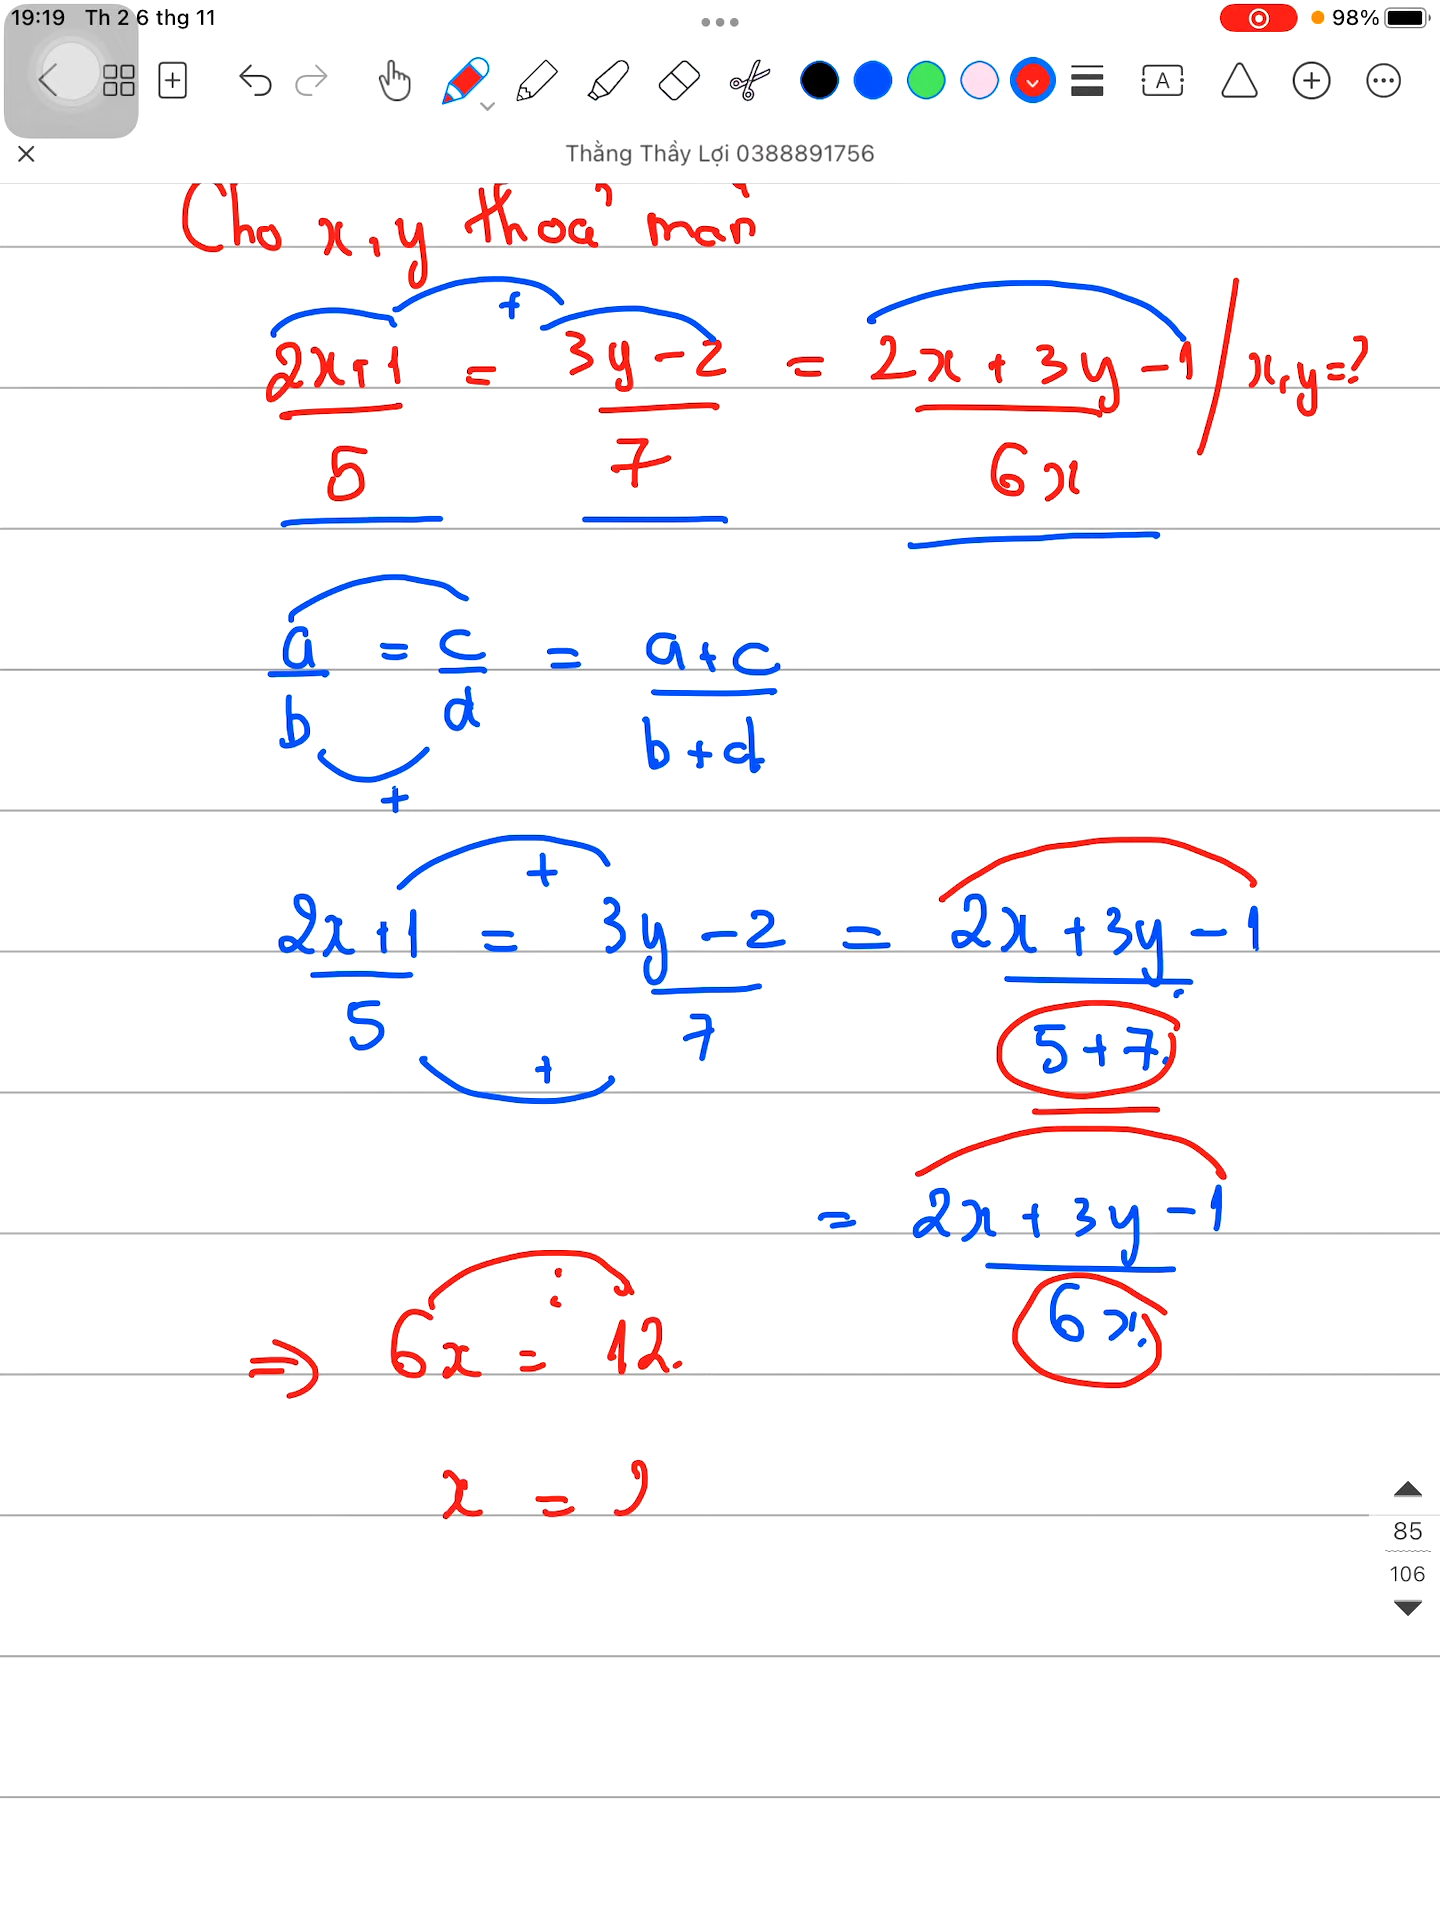 19:19 Th 2 6 thg 11 98%
A
Thằng Thầy Lợi 0388891756
Cho x, y thoả mãn
2x+1 / 5 = 3y-2 / 7 = 2x+3y-1 / 6x / x, y = ?
+
a / b = c / d = a+c / b+d
+
+
2x+1 / 5 = 3y-2 / 7 = 2x+3y-1 / 5+7
+
= 2x+3y-1 / 6x
:
⇒ 6x = 12
x =
85
106